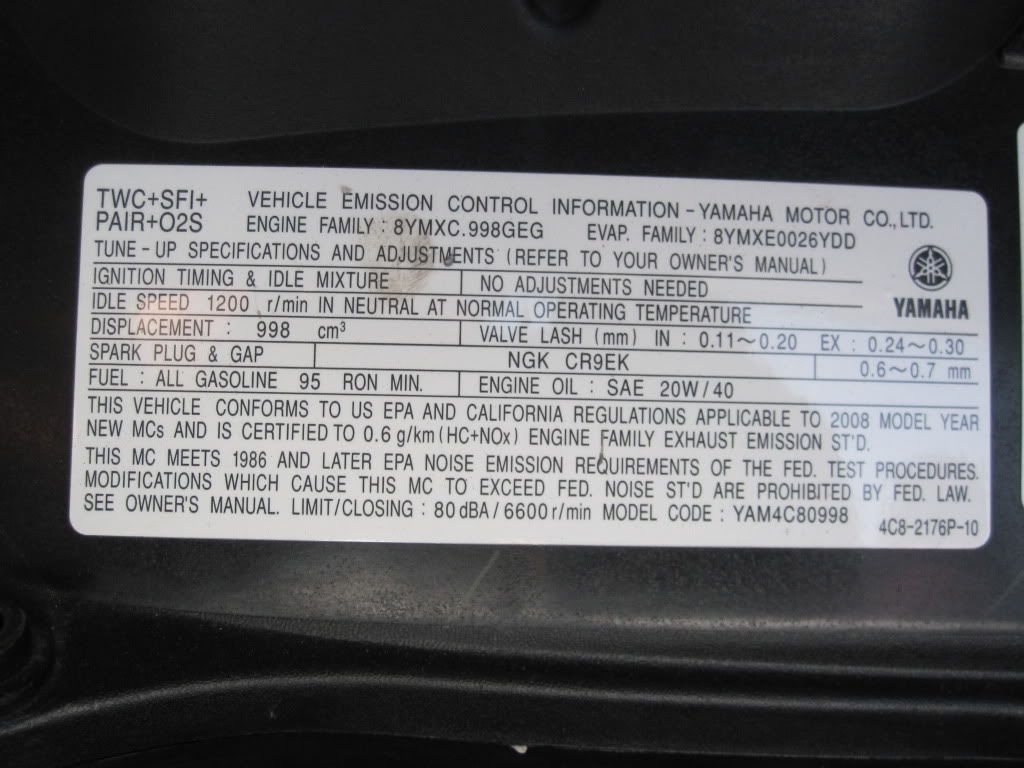 TWC+SFI+
PAIR+O2S
VEHICLE EMISSION CONTROL INFORMATION-YAMAHA MOTOR CO.,LTD.
ENGINE FAMILY : 8YMXC.998GEG EVAP. FAMILY : 8YMXE0026YDD
TUNE-UP SPECIFICATIONS AND ADJUSTMENTS (REFER TO YOUR OWNER'S MANUAL)
IGNITION TIMING & IDLE MIXTURE NO ADJUSTMENTS NEEDED
IDLE SPEED 1200 r/min IN NEUTRAL AT NORMAL OPERATING TEMPERATURE
YAMAHA
DISPLACEMENT : 998 cm³ VALVE LASH (mm) IN : 0.11~0.20 EX : 0.24~0.30
SPARK PLUG & GAP NGK CR9EK 0.6~0.7 mm
FUEL : ALL GASOLINE 95 RON MIN. ENGINE OIL : SAE 20W/40
THIS VEHICLE CONFORMS TO US EPA AND CALIFORNIA REGULATIONS APPLICABLE TO 2008 MODEL YEAR
NEW MCs AND IS CERTIFIED TO 0.6 g/km(HC+NOx) ENGINE FAMILY EXHAUST EMISSION ST'D.
THIS MC MEETS 1986 AND LATER EPA NOISE EMISSION REQUIREMENTS OF THE FED. TEST PROCEDURES.
MODIFICATIONS WHICH CAUSE THIS MC TO EXCEED FED. NOISE ST'D ARE PROHIBITED BY FED. LAW.
SEE OWNER'S MANUAL. LIMIT/CLOSING : 80dBA/6600r/min MODEL CODE : YAM4C80998
4C8-2176P-10